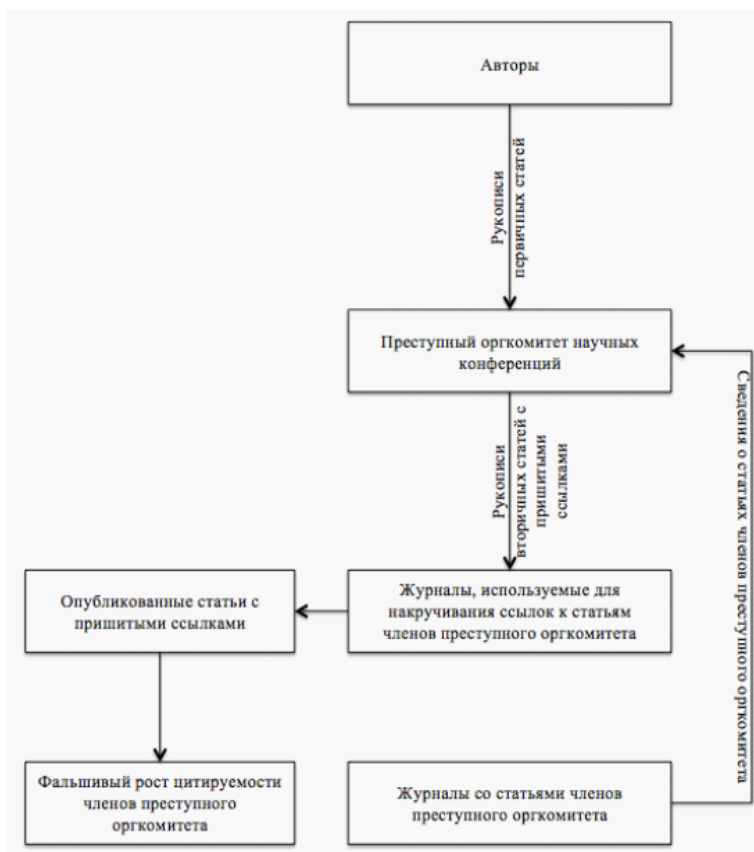 Авторы
Рукописи
первичных статей
Преступный оргкомитет научных
конференций
Рукописи
вторичных статей с
пришитыми
ссылками
Сведения о статьях членов преступного оргкомитета
Опубликованные статьи с
пришитыми ссылками
Журналы, используемые для
накручивания ссылок к статьям
членов преступного оргкомитета
Фальшивый рост цитируемости
членов преступного
оргкомитета
Журналы со статьями членов
преступного оргкомитета